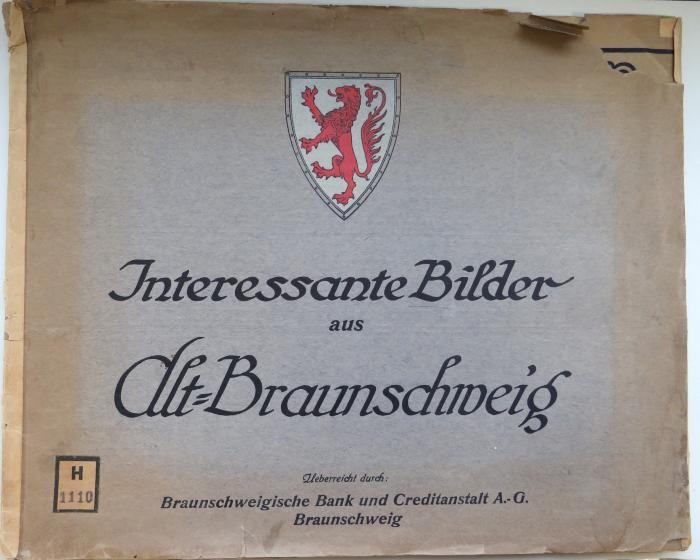 Interessante Bilder
aus
Alt=Braunschweig
Ueberreicht durch:
Braunschweigische Bank und Creditanstalt A.-G.
Braunschweig
H
1110